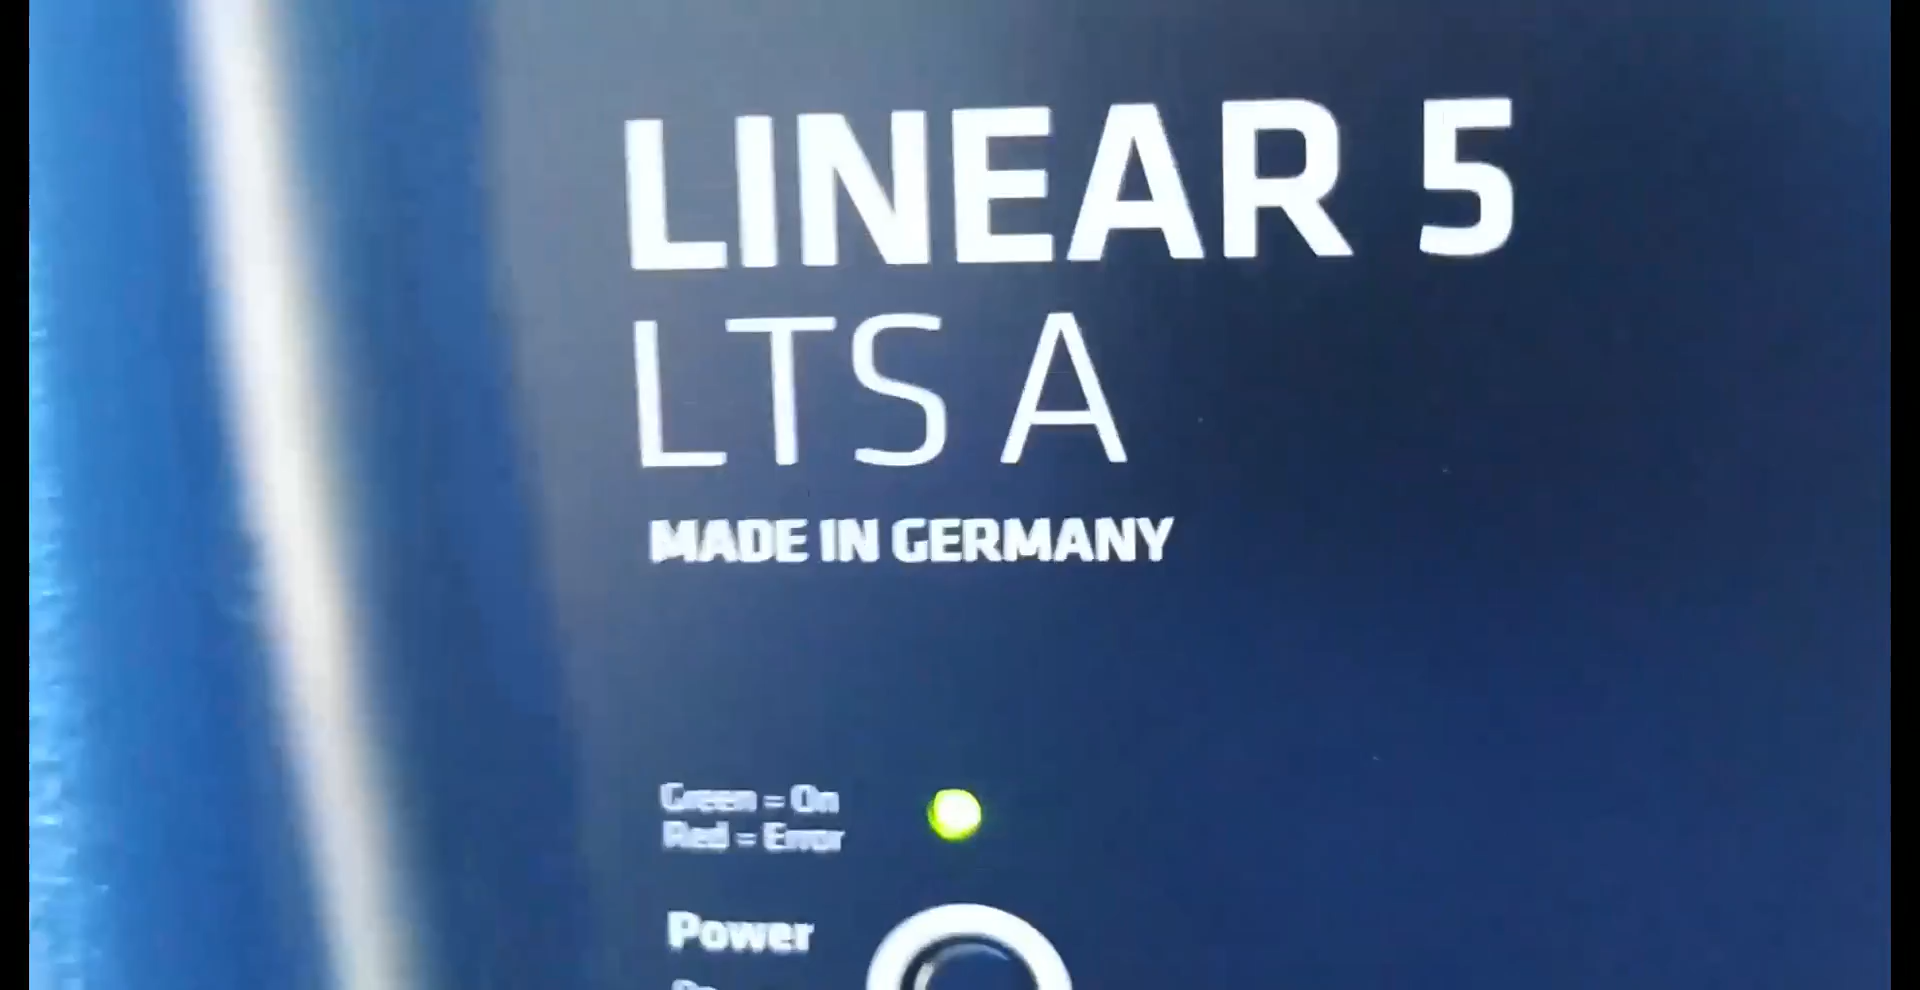 LINEAR 5
LTS A
MADE IN GERMANY
Green = On
Red = Error
Power